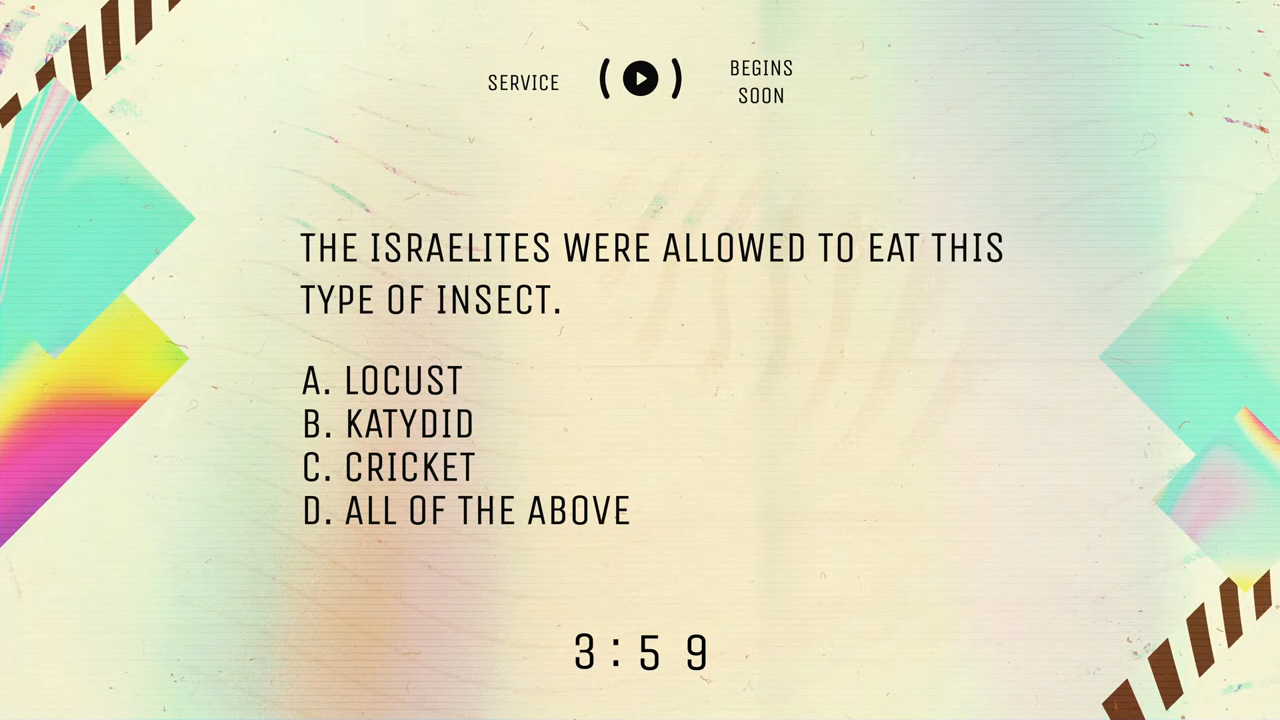 SERVICE
BEGINS
SOON
THE ISRAELITES WERE ALLOWED TO EAT THIS
TYPE OF INSECT.
A. LOCUST
B. KATYDID
C. CRICKET
D. ALL OF THE ABOVE
3:59